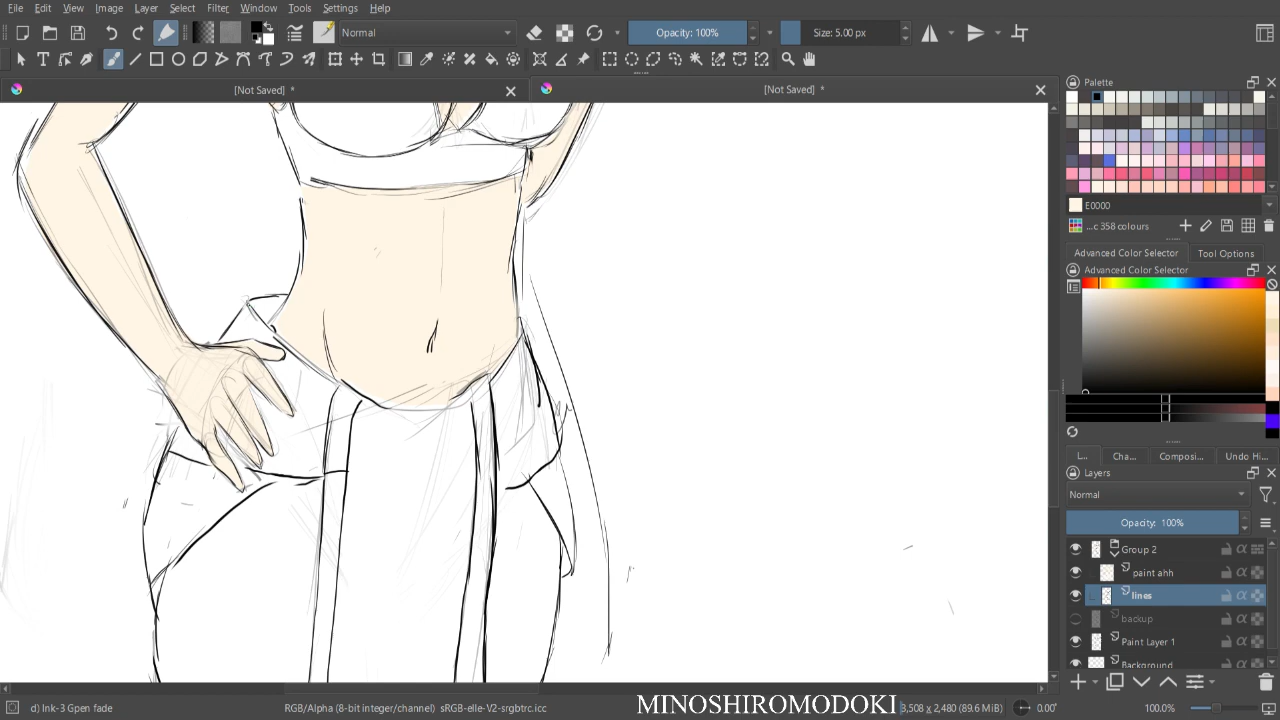 File Edit View Image Layer Select Filter Window Tools Settings Help
Normal Opacity: 100% Size: 5.00 px
[Not Saved] * [Not Saved] *
Palette
E0000
...c 358 colours
Advanced Color Selector Tool Options
Advanced Color Selector
L... Cha... Composi... Undo Hi...
Layers
Normal
Opacity: 100%
Group 2
paint ahh
lines
backup
Paint Layer 1
Background
d) Ink-3 Gpen fade RGB/Alpha (8-bit integer/channel) sRGB-elle-V2-srgbtrc.icc MINOSHIROMODOKI 3,508 x 2,480 (89.6 MiB) 0.00° 100.0%